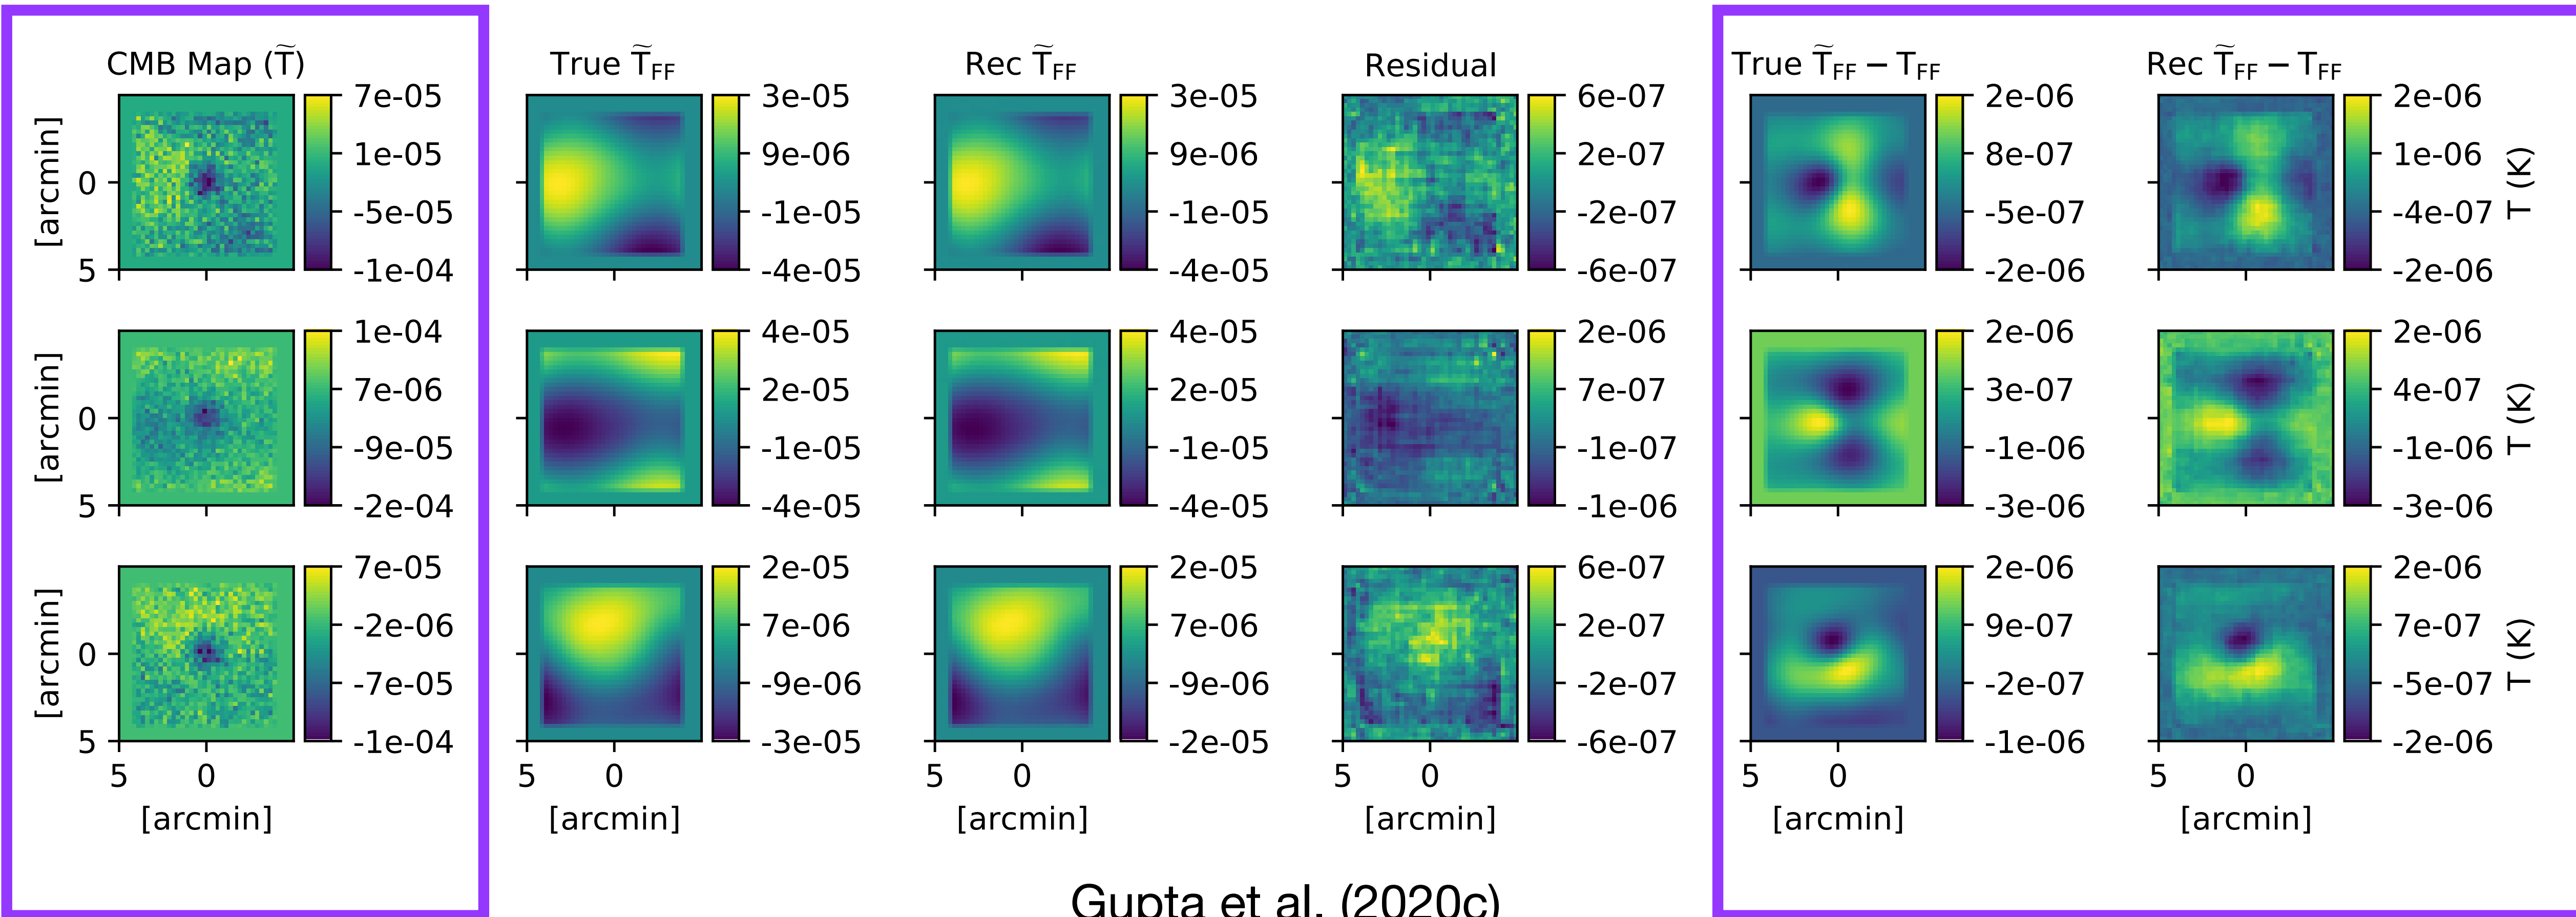 CMB Map (T̃)
True T̃FF
Rec T̃FF
Residual
True T̃FF − TFF
Rec T̃FF − TFF
[arcmin]
0
5
7e-05
1e-05
-5e-05
-1e-04
3e-05
9e-06
-1e-05
-4e-05
3e-05
9e-06
-1e-05
-4e-05
6e-07
2e-07
-2e-07
-6e-07
2e-06
8e-07
-5e-07
-2e-06
2e-06
1e-06
-4e-07
-2e-06
T (K)
[arcmin]
0
5
1e-04
7e-06
-9e-05
-2e-04
4e-05
2e-05
-1e-05
-4e-05
4e-05
2e-05
-1e-05
-4e-05
2e-06
7e-07
-1e-07
-1e-06
2e-06
3e-07
-1e-06
-3e-06
2e-06
4e-07
-1e-06
-3e-06
T (K)
[arcmin]
0
5
7e-05
-2e-06
-7e-05
-1e-04
2e-05
7e-06
-9e-06
-3e-05
2e-05
7e-06
-9e-06
-2e-05
6e-07
2e-07
-2e-07
-6e-07
2e-06
9e-07
-2e-07
-1e-06
2e-06
7e-07
-5e-07
-2e-06
T (K)
5 0
5 0
5 0
5 0
5 0
5 0
[arcmin]
[arcmin]
[arcmin]
[arcmin]
[arcmin]
[arcmin]
Gupta et al. (2020c)